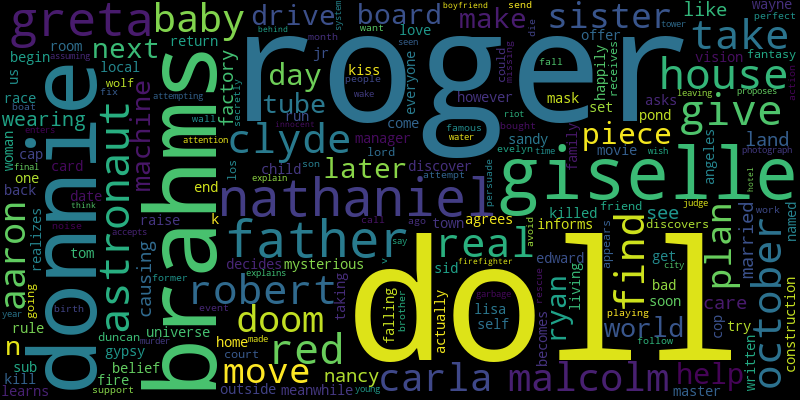 greta
baby
drive
board
make
sister
boyfriend
send
die
system
tower
perfect
behind
month
want
seen
love
return
like
wayne
everyone
offer
take
begin
room
next
roger
could
missing
fall
vision
fantasy
us
local
day
factory
kiss
people
wake
house
action
assuming
jr
race
wolf
fix
boat
attempting
machine
tube
however
mask
set
happily
receives
proposes
leaving
wearing
donnie
brahms
secretly
run
riot
bought
asks
pond
give
woman
cap
wall
clyde
manager
come
famous
water
sandy
movie
family
final
enters
attention
innocent
lord
evelyn
time
wish
piece
land
angeles
photograph
aaron
one
card
los
child
son
explain
later
discover
persuade
attempt
hotel
back
date
think
end
nathaniel
giselle
astronaut
noise
accepts
raise
k
call
ago
town
friend
judge
work
named
realizes
father
say
agrees
see
married
tom
causing
decides
mysterious
>
real
informs
killed
discovers
plan
october
n
going
year
former
explains
brother
firefighter
sid
edward
appears
find
get
city
robert
taking
falling
garbage
doll
ryan
living
bad
soon
rule
birth
duncan
universe
event
doom
actually
lisa
self
world
care
cop
try
written
construction
gypsy
murder
home
made
court
red
becomes
rescue
playing
follow
sub
belief
fire
move
nancy
carla
malcolm
help
kill
learns
support
outside
meanwhile
young
avoid
master